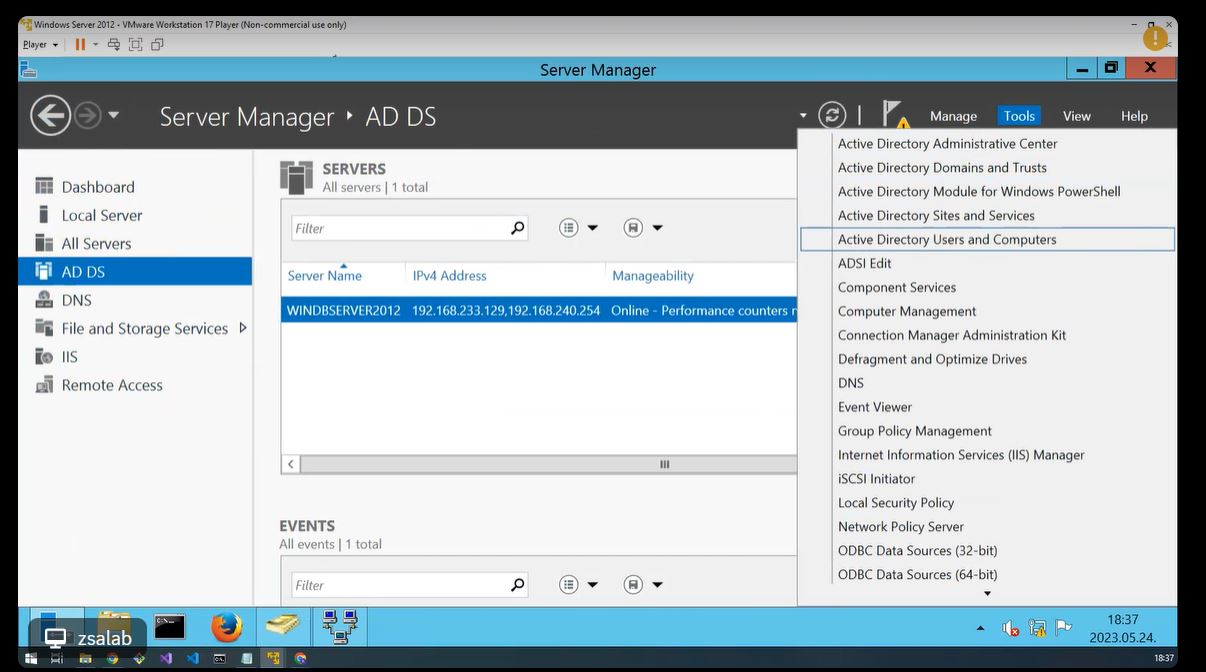 Windows Server 2012 - VMware Workstation 17 Player (Non-commercial use only)
Player
Server Manager
Server Manager AD DS
Manage Tools View Help
Dashboard
Local Server
All Servers
AD DS
DNS
File and Storage Services
IIS
Remote Access
SERVERS
All servers | 1 total
Filter
Server Name IPv4 Address Manageability
WINDBSERVER2012 192.168.233.129,192.168.240.254 Online - Performance counters n
EVENTS
All events | 1 total
Filter
Active Directory Administrative Center
Active Directory Domains and Trusts
Active Directory Module for Windows PowerShell
Active Directory Sites and Services
Active Directory Users and Computers
ADSI Edit
Component Services
Computer Management
Connection Manager Administration Kit
Defragment and Optimize Drives
DNS
Event Viewer
Group Policy Management
Internet Information Services (IIS) Manager
iSCSI Initiator
Local Security Policy
Network Policy Server
ODBC Data Sources (32-bit)
ODBC Data Sources (64-bit)
zsalab
18:37
2023.05.24.
18:37